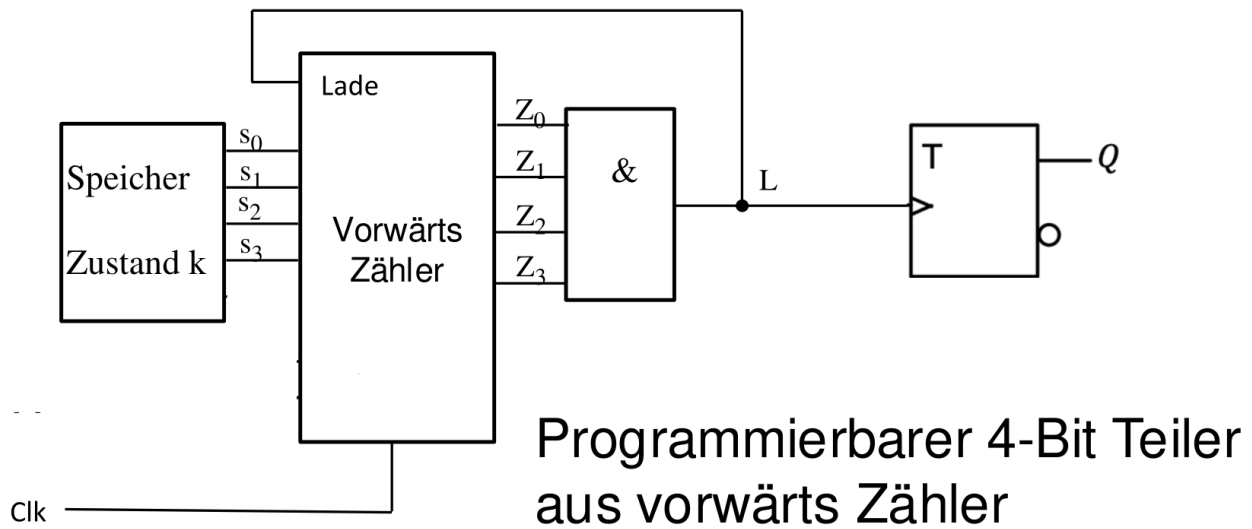 Lade
Speicher
Zustand k
s0
s1
s2
s3
Vorwärts
Zähler
Z0
Z1
Z2
Z3
&
L
T
Q
Clk
Programmierbarer 4-Bit Teiler
aus vorwärts Zähler